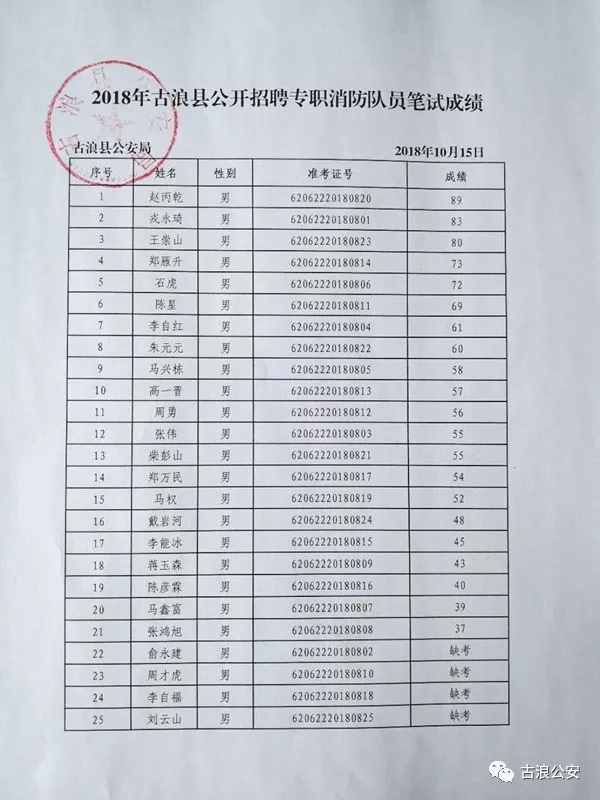 2018年古浪县公开招聘专职消防队员笔试成绩
古浪县公安局 2018年10月15日
序号 姓名 性别 准考证号 成绩
1 赵丙乾 男 62062220180820 89
2 戎永琦 男 62062220180801 83
3 王崇山 男 62062220180823 80
4 郑雁升 男 62062220180814 73
5 石虎 男 62062220180806 72
6 陈星 男 62062220180811 69
7 李自红 男 62062220180804 61
8 朱元元 男 62062220180822 60
9 马兴栋 男 62062220180805 58
10 高一晋 男 62062220180813 57
11 周勇 男 62062220180812 56
12 张伟 男 62062220180803 55
13 柴彭山 男 62062220180821 55
14 郑万民 男 62062220180817 54
15 马权 男 62062220180819 52
16 戴岩河 男 62062220180824 48
17 李能冰 男 62062220180815 45
18 蒋玉森 男 62062220180809 43
19 陈彦霖 男 62062220180816 40
20 马鑫富 男 62062220180807 39
21 张鸿旭 男 62062220180808 37
22 俞永建 男 62062220180802 缺考
23 周才虎 男 62062220180810 缺考
24 李自福 男 62062220180818 缺考
25 刘云山 男 62062220180825 缺考
古浪公安